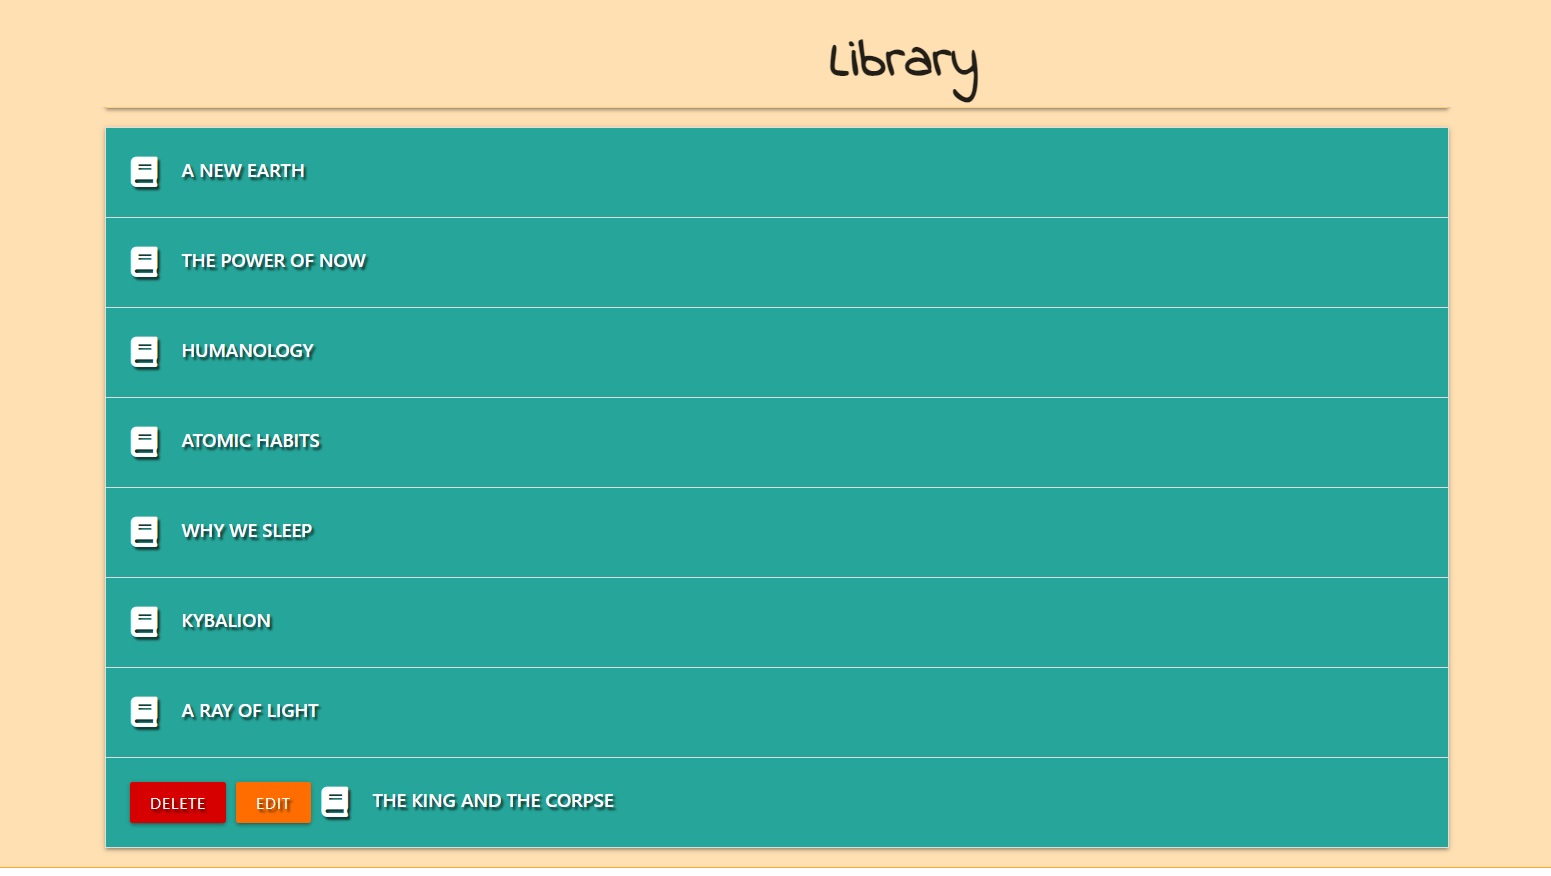 Library
A NEW EARTH
THE POWER OF NOW
HUMANOLOGY
ATOMIC HABITS
WHY WE SLEEP
KYBALION
A RAY OF LIGHT
DELETE EDIT THE KING AND THE CORPSE